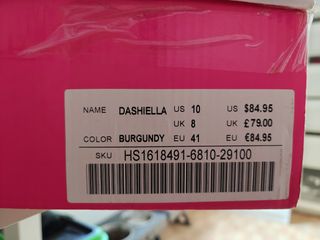 NAME DASHIELLA US 10 US $84.95
UK 8 UK £79.00
COLOR BURGUNDY EU 41 EU €84.95
SKU HS1618491-6810-29100